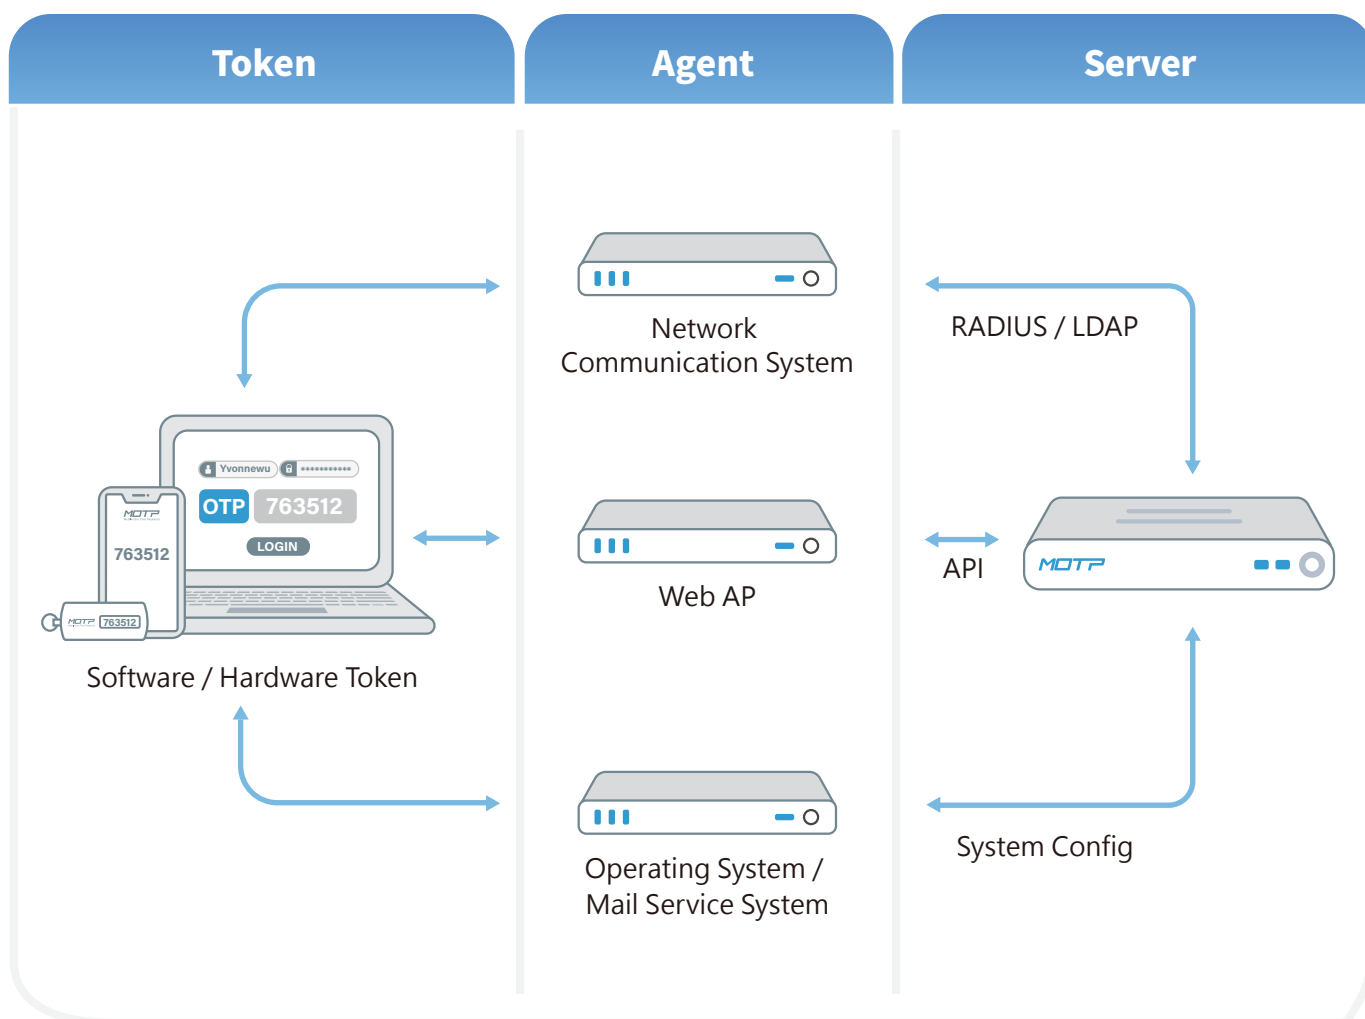 Token
Agent
Server
Network
Communication System
RADIUS / LDAP
Yvonnewu
***********
OTP
763512
LOGIN
MOTP
763512
MOTP
763512
Software / Hardware Token
Web AP
API
MOTP
Operating System /
Mail Service System
System Config